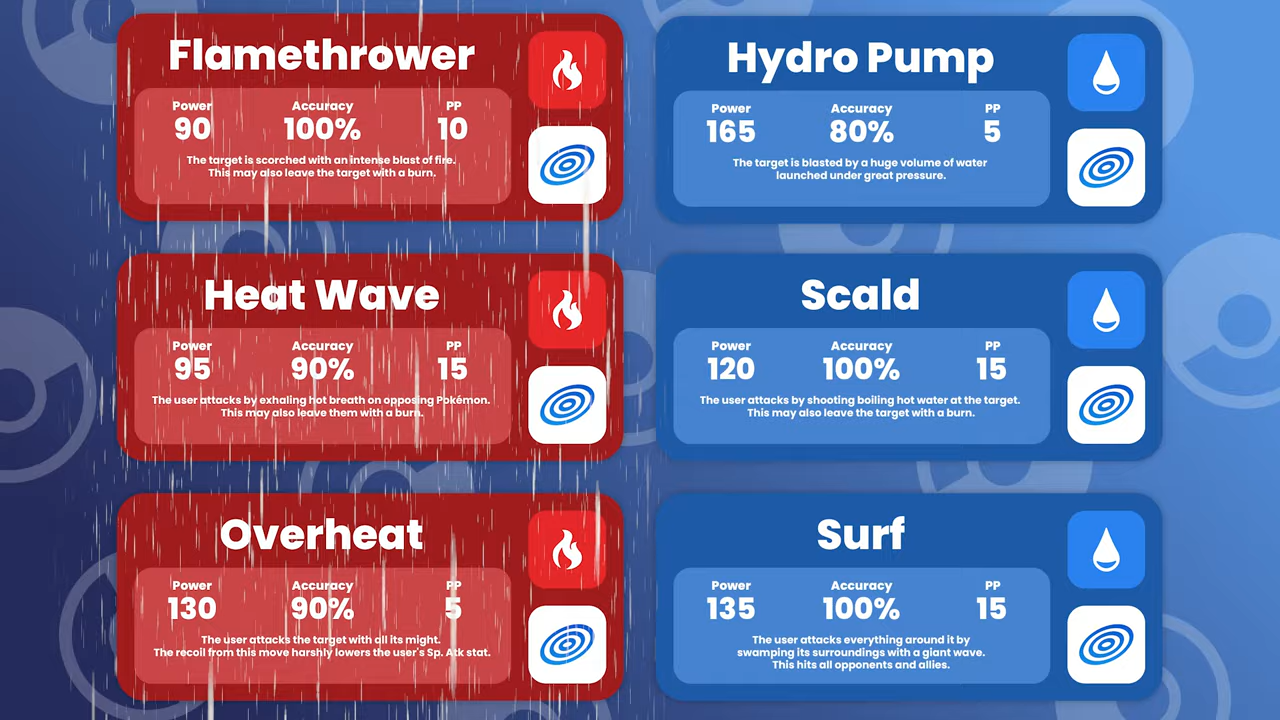 Flamethrower
Power Accuracy PP
90 100% 10
The target is scorched with an intense blast of fire.
This may also leave the target with a burn.
Hydro Pump
Power Accuracy PP
165 80% 5
The target is blasted by a huge volume of water
launched under great pressure.
Heat Wave
Power Accuracy PP
95 90% 15
The user attacks by exhaling hot breath on opposing Pokémon.
This may also leave them with a burn.
Scald
Power Accuracy PP
120 100% 15
The user attacks by shooting boiling hot water at the target.
This may also leave the target with a burn.
Overheat
Power Accuracy PP
130 90% 5
The user attacks the target with all its might.
The recoil from this move harshly lowers the user's Sp. Atk stat.
Surf
Power Accuracy PP
135 100% 15
The user attacks everything around it by
swamping its surroundings with a giant wave.
This hits all opponents and allies.